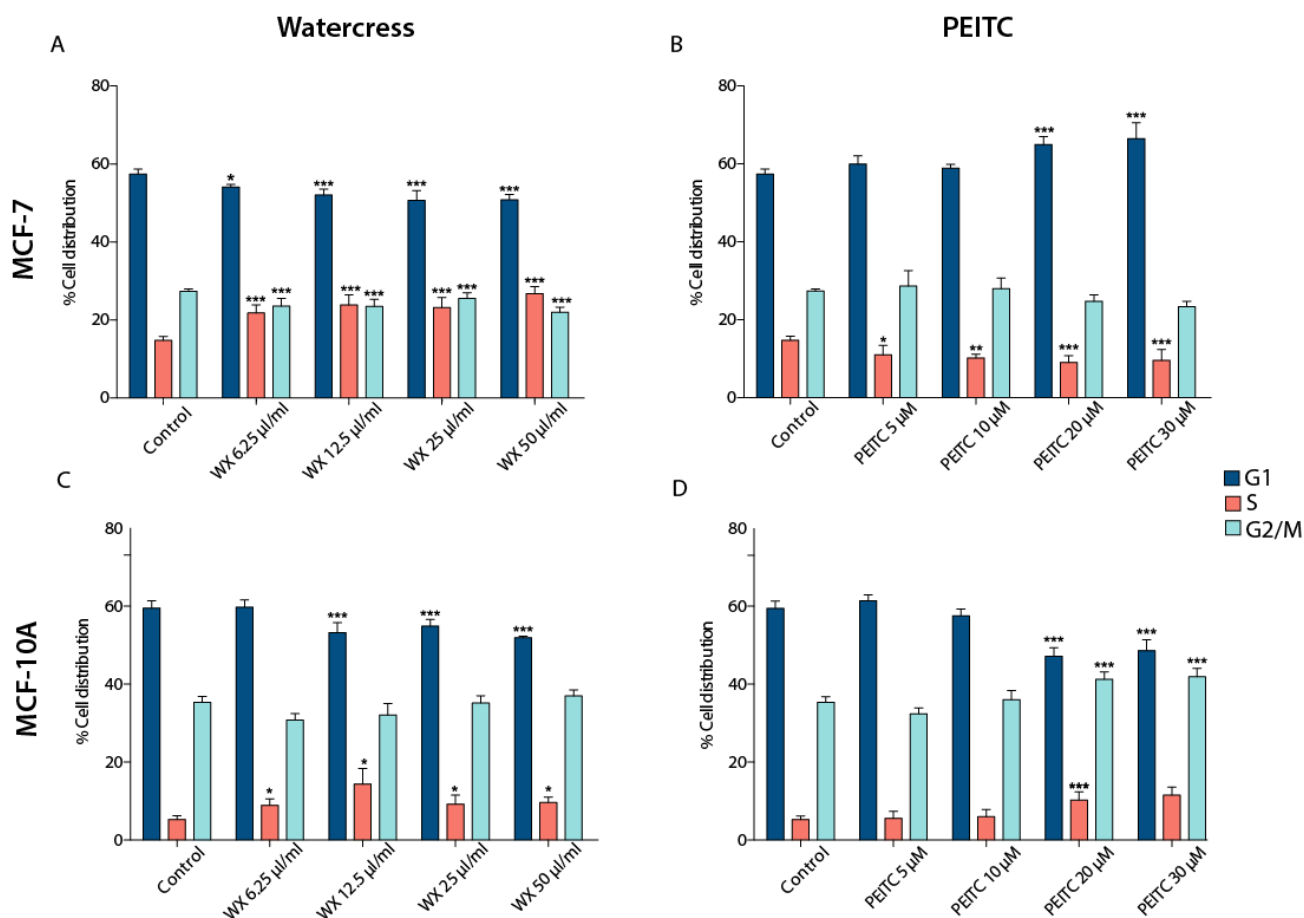 Watercress
PEITC
A
B
MCF-7
80
60
40
20
0
% Cell distribution
*
***
***
***
*** ***
*** ***
*** ***
***
***
Control
WX 6.25 µl/ml
WX 12.5 µl/ml
WX 25 µl/ml
WX 50 µl/ml
80
60
40
20
0
% Cell distribution
***
***
*
**
***
***
Control
PEITC 5 µM
PEITC 10 µM
PEITC 20 µM
PEITC 30 µM
G1
S
G2/M
C
D
MCF-10A
80
60
40
20
0
% Cell distribution
***
***
***
*
*
*
*
Control
WX 6.25 µl/ml
WX 12.5 µl/ml
WX 25 µl/ml
WX 50 µl/ml
80
60
40
20
0
% Cell distribution
***
***
***
***
***
Control
PEITC 5 µM
PEITC 10 µM
PEITC 20 µM
PEITC 30 µM